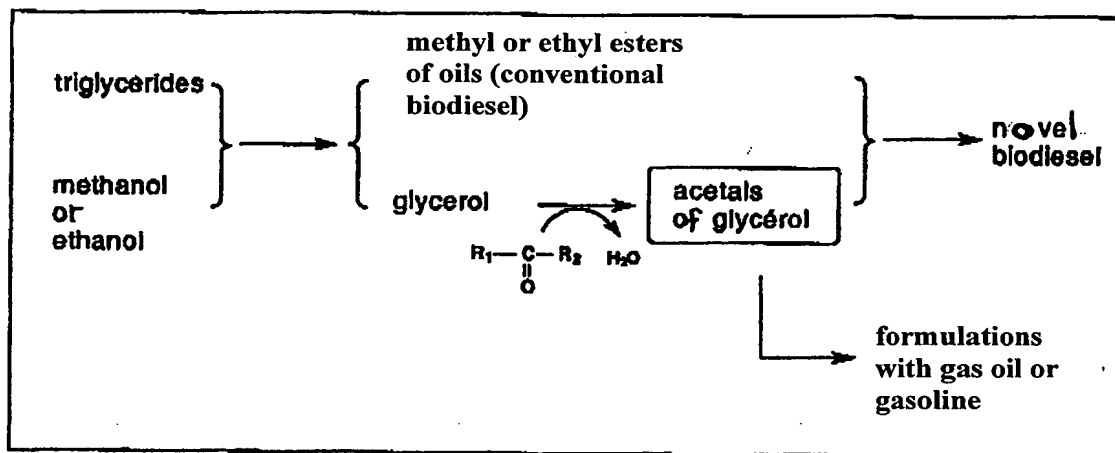 triglycerides
methanol
or
ethanol
methyl or ethyl esters
of oils (conventional
biodiesel)
glycerol
R₁—C—R₂
O
H₂O
acetals
of glycérol
novel
biodiesel
formulations
with gas oil or
gasoline